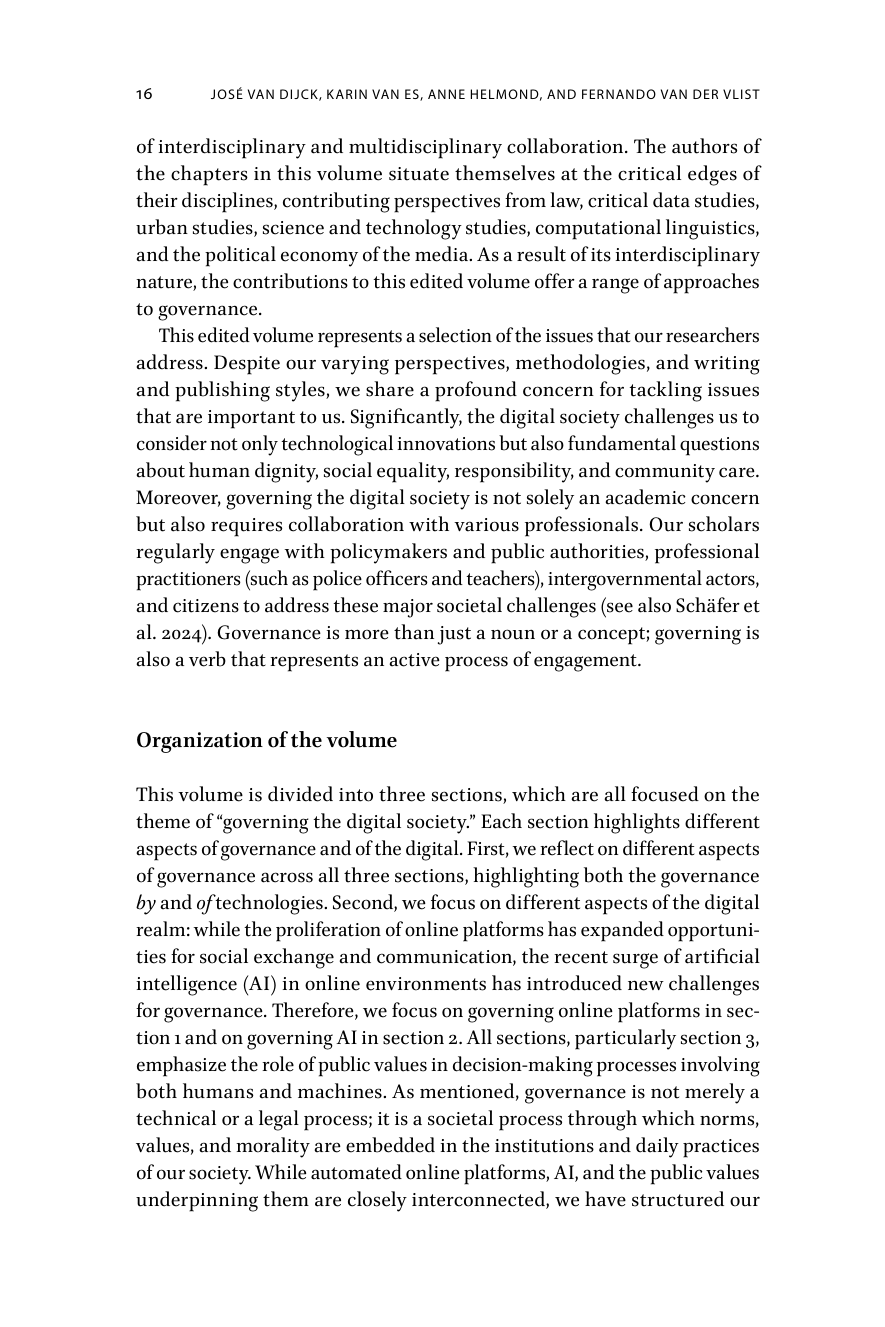 16 JOSÉ VAN DIJCK, KARIN VAN ES, ANNE HELMOND, AND FERNANDO VAN DER VLIST
of interdisciplinary and multidisciplinary collaboration. The authors of
the chapters in this volume situate themselves at the critical edges of
their disciplines, contributing perspectives from law, critical data studies,
urban studies, science and technology studies, computational linguistics,
and the political economy of the media. As a result of its interdisciplinary
nature, the contributions to this edited volume offer a range of approaches
to governance.
This edited volume represents a selection of the issues that our researchers
address. Despite our varying perspectives, methodologies, and writing
and publishing styles, we share a profound concern for tackling issues
that are important to us. Significantly, the digital society challenges us to
consider not only technological innovations but also fundamental questions
about human dignity, social equality, responsibility, and community care.
Moreover, governing the digital society is not solely an academic concern
but also requires collaboration with various professionals. Our scholars
regularly engage with policymakers and public authorities, professional
practitioners (such as police officers and teachers), intergovernmental actors,
and citizens to address these major societal challenges (see also Schäfer et
al. 2024). Governance is more than just a noun or a concept; governing is
also a verb that represents an active process of engagement.
Organization of the volume
This volume is divided into three sections, which are all focused on the
theme of “governing the digital society.” Each section highlights different
aspects of governance and of the digital. First, we reflect on different aspects
of governance across all three sections, highlighting both the governance
by and of technologies. Second, we focus on different aspects of the digital
realm: while the proliferation of online platforms has expanded opportuni-
ties for social exchange and communication, the recent surge of artificial
intelligence (AI) in online environments has introduced new challenges
for governance. Therefore, we focus on governing online platforms in sec-
tion 1 and on governing AI in section 2. All sections, particularly section 3,
emphasize the role of public values in decision-making processes involving
both humans and machines. As mentioned, governance is not merely a
technical or a legal process; it is a societal process through which norms,
values, and morality are embedded in the institutions and daily practices
of our society. While automated online platforms, AI, and the public values
underpinning them are closely interconnected, we have structured our